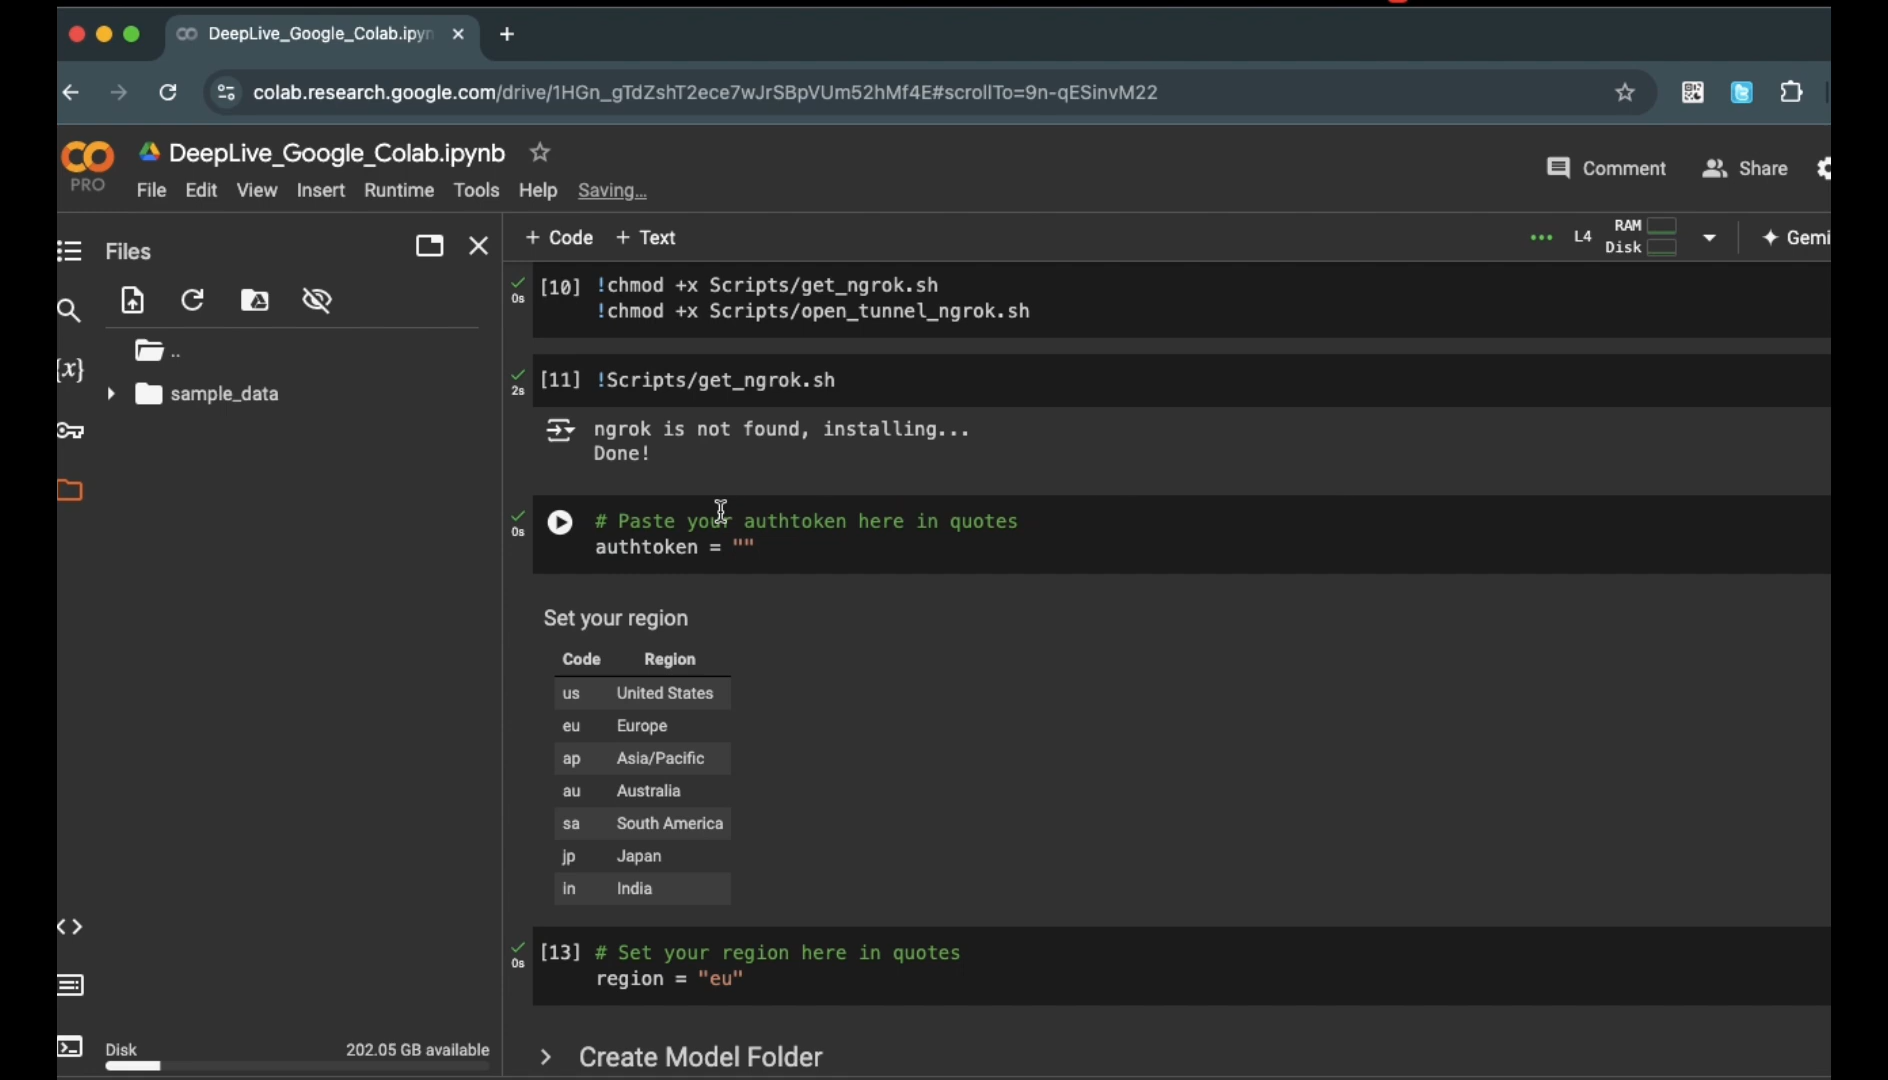 DeepLive_Google_Colab.ipyn
colab.research.google.com/drive/1HGn_gTdZshT2ece7wJrSBpVUm52hMf4E#scrollTo=9n-qESinvM22
PRO
DeepLive_Google_Colab.ipynb
File Edit View Insert Runtime Tools Help Saving...
Comment Share
Files
+ Code + Text
L4 RAM Disk
Gemi
..
sample_data
{x}
0s [10] !chmod +x Scripts/get_ngrok.sh
!chmod +x Scripts/open_tunnel_ngrok.sh
2s [11] !Scripts/get_ngrok.sh
ngrok is not found, installing...
Done!
0s # Paste your authtoken here in quotes
authtoken = ""
Set your region
Code Region
us United States
eu Europe
ap Asia/Pacific
au Australia
sa South America
jp Japan
in India
0s [13] # Set your region here in quotes
region = "eu"
Create Model Folder
Disk 202.05 GB available